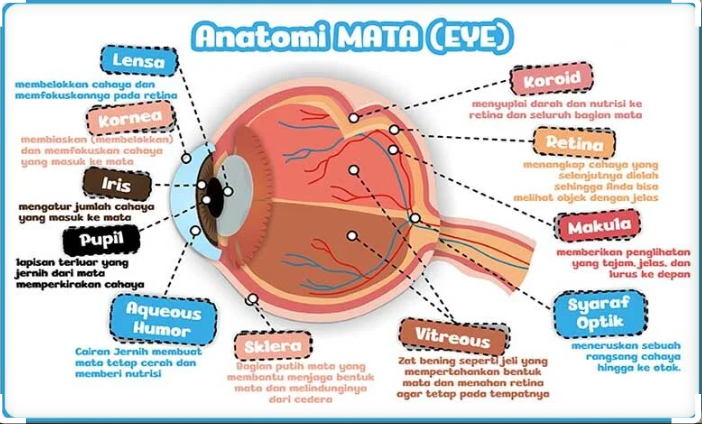 Anatomi MATA (EYE)
Lensa
membelokkan cahaya dan
memfokuskannya pada retina
Kornea
membiaskan (membelokkan)
dan memfokuskan cahaya
yang masuk ke mata
Iris
mengatur jumlah cahaya
yang masuk ke mata
Pupil
lapisan terluar yang
jernih dari mata
memperkirakan cahaya
Aqueous
Humor
Cairan Jernih membuat
mata tetap cerah dan
memberi nutrisi
Sklera
Bagian putih mata yang
membantu menjaga bentuk
mata dan melindunginya
dari cedera
Vitreous
Zat bening seperti jeli yang
mempertahankan bentuk
mata dan menahan retina
agar tetap pada tempatnya
Koroid
menyuplai darah dan nutrisi ke
retina dan seluruh bagian mata
Retina
menangkap cahaya yang
selanjutnya diolah
sehingga Anda bisa
melihat objek dengan jelas
Makula
memberikan penglihatan
yang tajam, jelas, dan
lurus ke depan
Syaraf
Optik
meneruskan sebuah
rangsang cahaya
hingga ke otak.